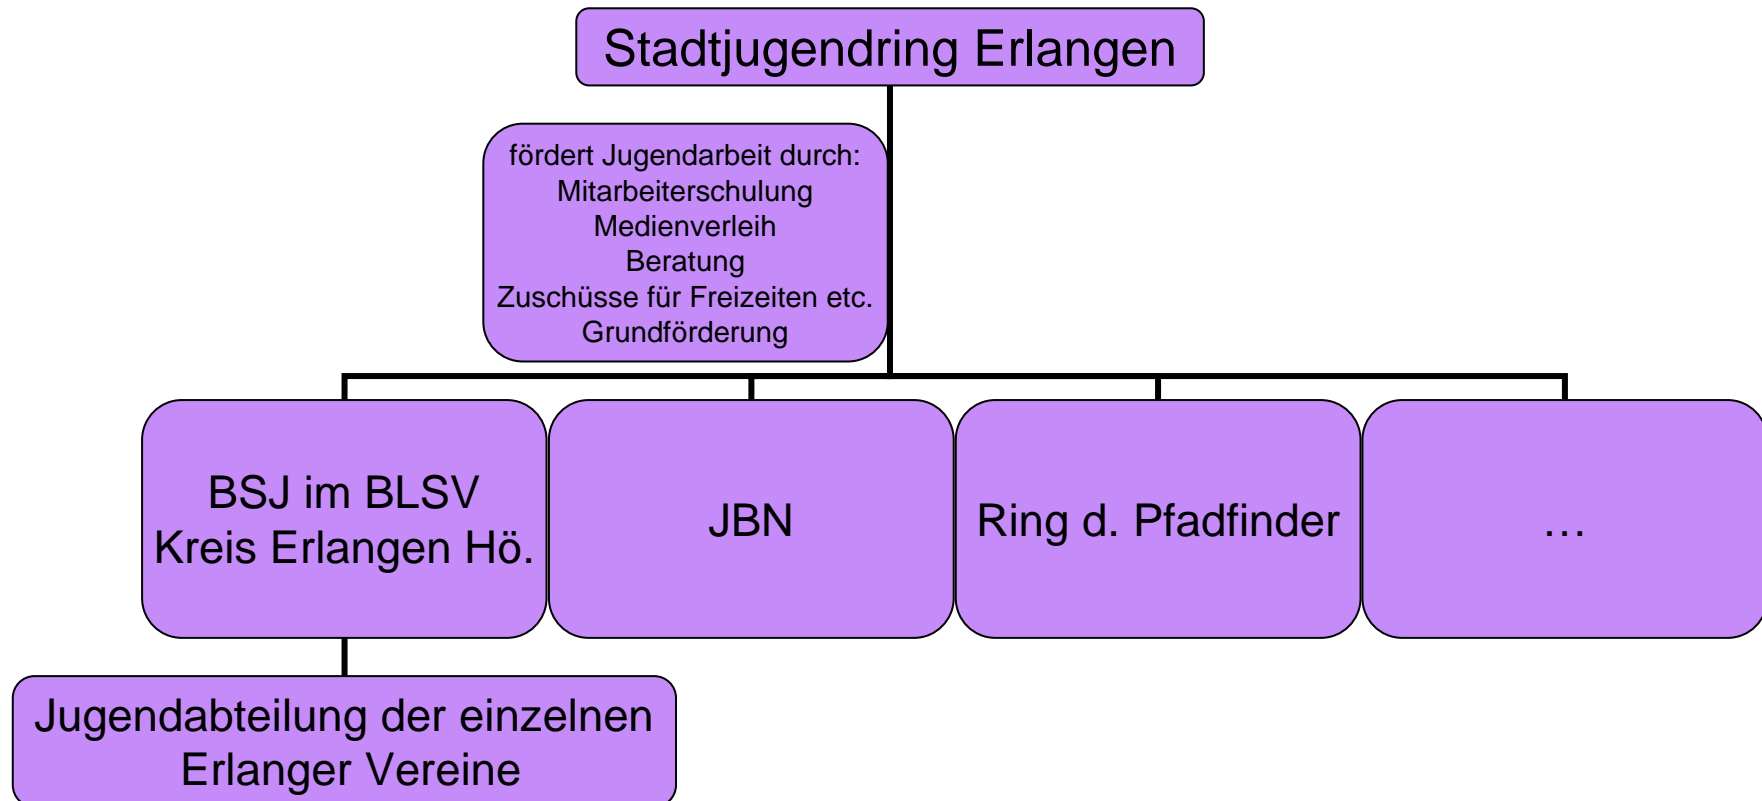 Stadtjugendring Erlangen
fördert Jugendarbeit durch:
Mitarbeiterschulung
Medienverleih
Beratung
Zuschüsse für Freizeiten etc.
Grundförderung
BSJ im BLSV
Kreis Erlangen Hö.
JBN
Ring d. Pfadfinder
…
Jugendabteilung der einzelnen
Erlanger Vereine